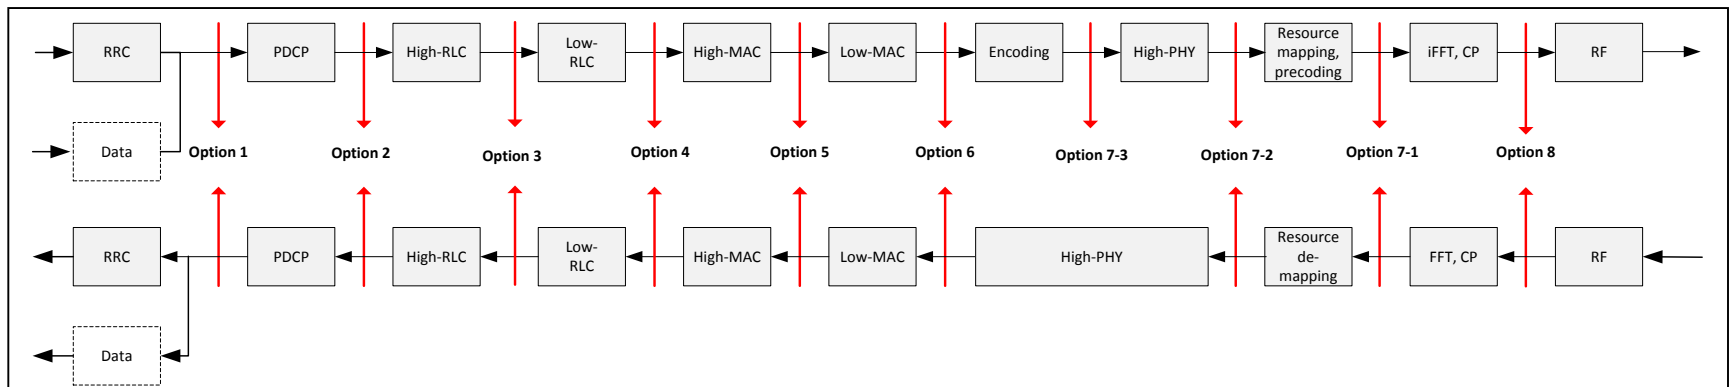 RRC
PDCP
High-RLC
Low-
RLC
High-MAC
Low-MAC
Encoding
High-PHY
Resource
mapping,
precoding
iFFT, CP
RF
Data
Option 1
Option 2
Option 3
Option 4
Option 5
Option 6
Option 7-3
Option 7-2
Option 7-1
Option 8
RRC
PDCP
High-RLC
Low-
RLC
High-MAC
Low-MAC
High-PHY
Resource
de-
mapping
FFT, CP
RF
Data